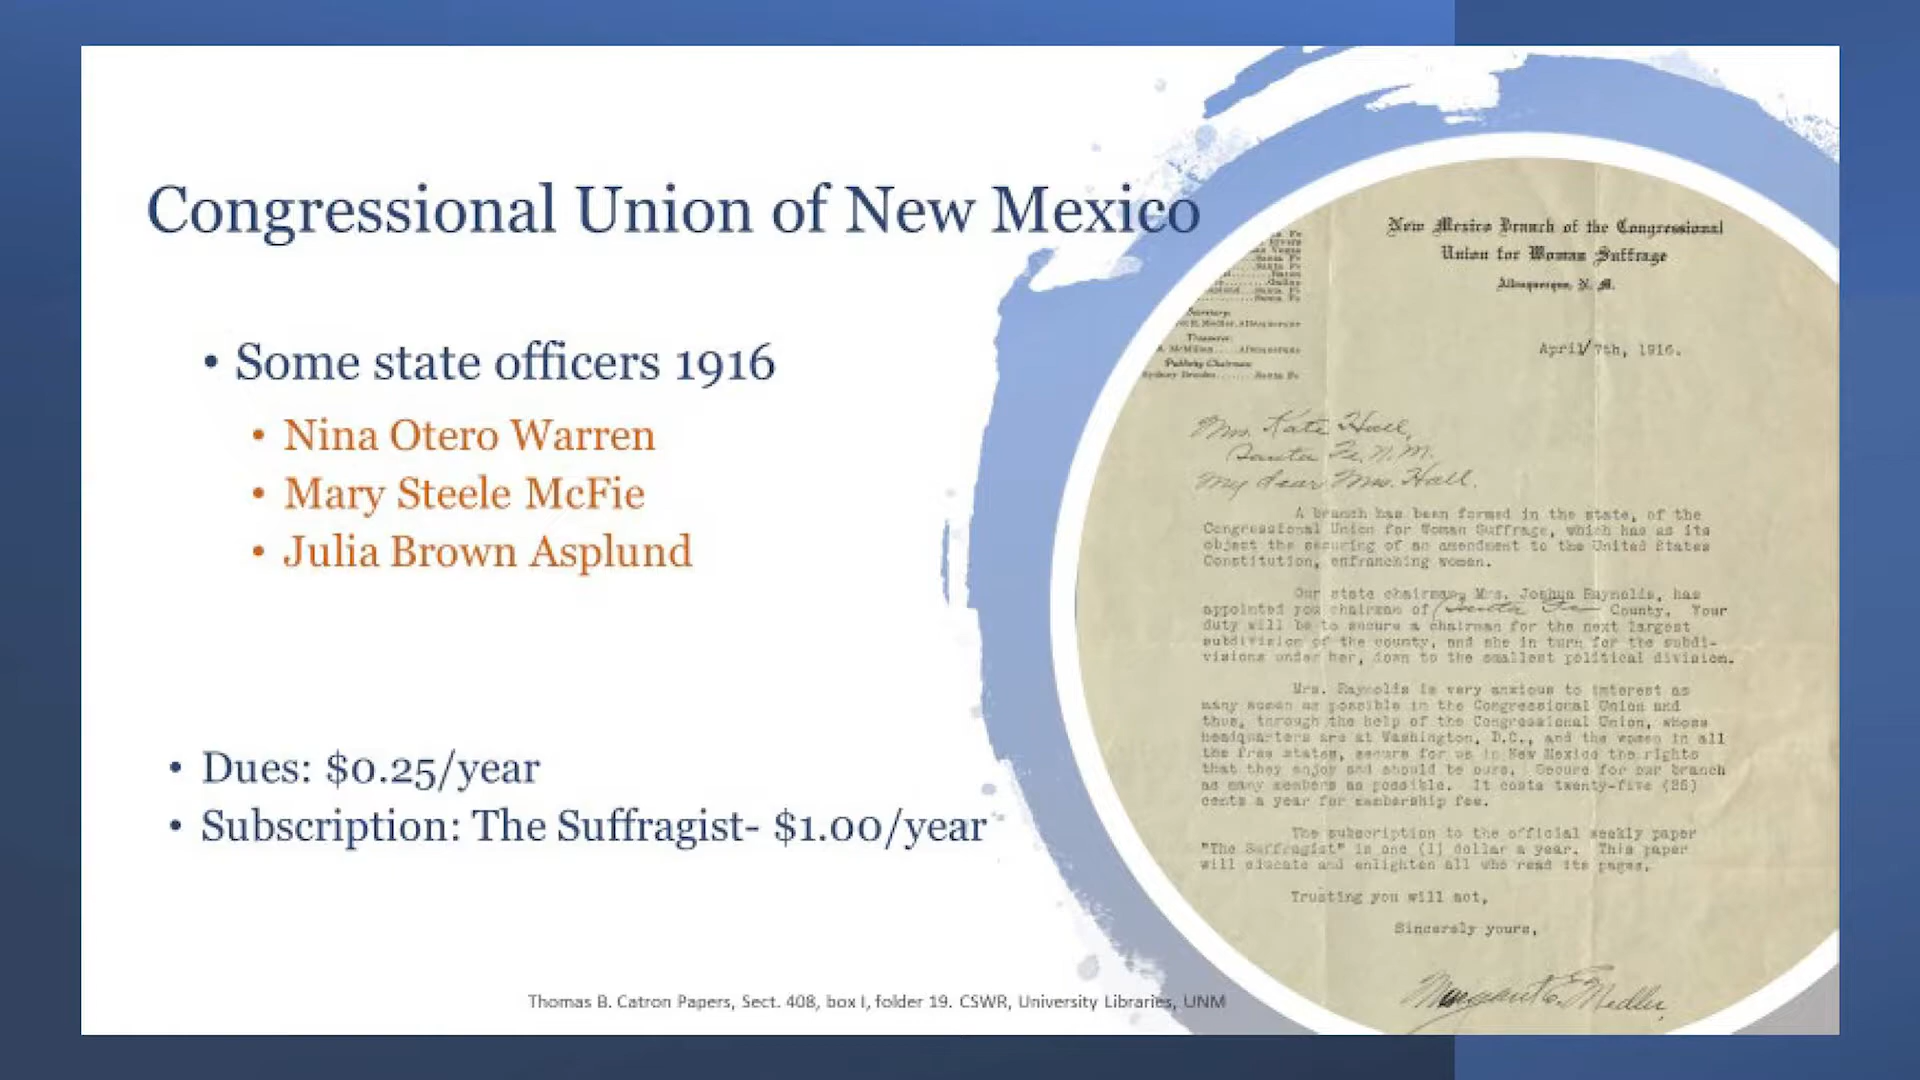 Congressional Union of New Mexico
• Some state officers 1916
• Nina Otero Warren
• Mary Steele McFie
• Julia Brown Asplund
• Dues: $0.25/year
• Subscription: The Suffragist- $1.00/year
Thomas B. Catron Papers, Sect. 408, box I, folder 19. CSWR, University Libraries, UNM
New Mexico Branch of the Congressional
Union for Woman Suffrage
Albuquerque, N. M.
Secretary:
Medler, Albuquerque
Treasurer:
McMillen.....Albuquerque
Publicity Chairman:
Santa Fe
April 7th, 1916.
Mrs. Kate Hall,
Santa Fe, N.M.
My dear Mrs. Hall.
A branch has been formed in the state, of the
Congressional Union for Woman Suffrage, which has as its
object the securing of an amendment to the United States
Constitution, enfranching women.
Our state chairman, Mrs. Joshua Raynolds, has
appointed you chairman of Santa Fe County. Your
duty will be to secure a chairman for the next largest
subdivision of the county, and she in turn for the subdi-
visions under her, down to the smallest political division.
Mrs. Raynolds is very anxious to interest as
many women as possible in the Congressional Union and
thus, through the help of the Congressional Union, whose
headquarters are at Washington, D.C., and the women in all
the free states, secure for us in New Mexico the rights
that they enjoy and should be ours. Secure for our branch
as many members as possible. It costs twenty-five (25)
cents a year for membership fee.
The subscription to the official weekly paper
"The Suffragist" is one (1) dollar a year. This paper
will educate and enlighten all who read its pages.
Trusting you will act,
Sincerely yours,
Margaret E. Medler,